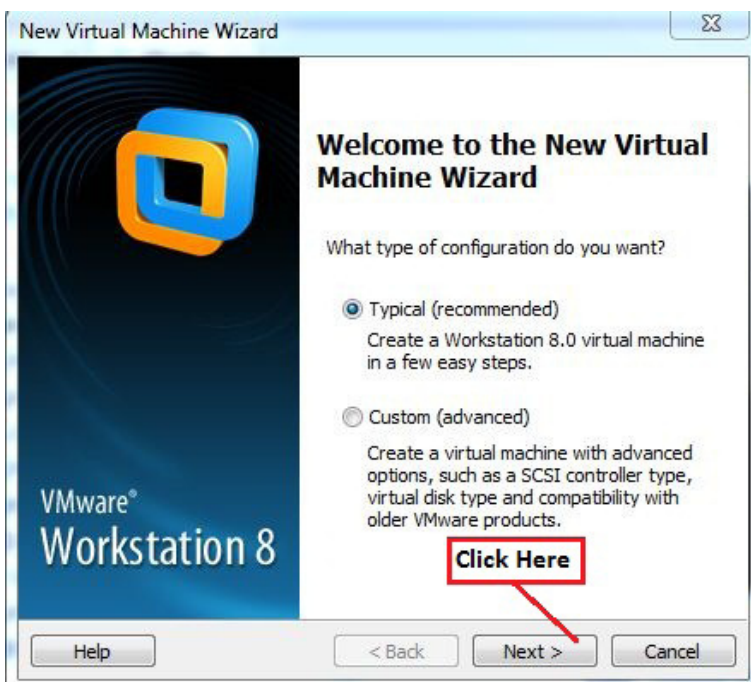 New Virtual Machine Wizard
Welcome to the New Virtual
Machine Wizard
What type of configuration do you want?
Typical (recommended)
Create a Workstation 8.0 virtual machine
in a few easy steps.
Custom (advanced)
Create a virtual machine with advanced
options, such as a SCSI controller type,
virtual disk type and compatibility with
older VMware products.
VMware®
Workstation 8
Click Here
Help
< Back
Next >
Cancel